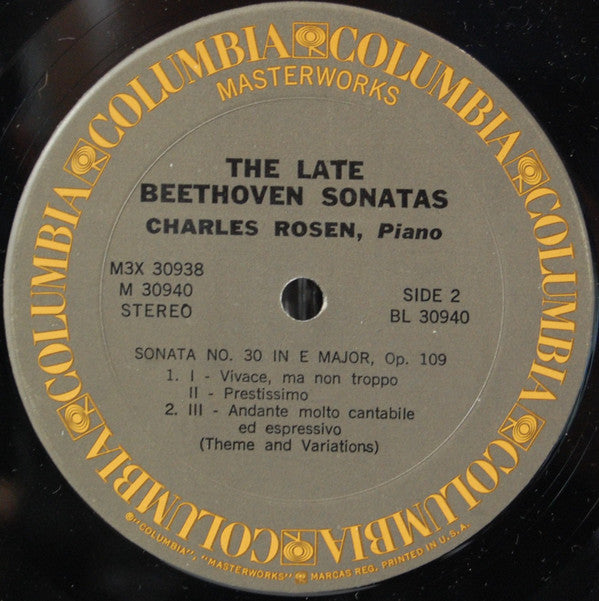 COLUMBIA COLUMBIA COLUMBIA COLUMBIA COLUMBIA COLUMBIA COLUMBIA COLUMBIA
MASTERWORKS
THE LATE
BEETHOVEN SONATAS
CHARLES ROSEN, Piano
M3X 30938
M 30940
STEREO
SIDE 2
BL 30940
SONATA NO. 30 IN E MAJOR, Op. 109
1. I - Vivace, ma non troppo
II - Prestissimo
2. III - Andante molto cantabile
ed espressivo
(Theme and Variations)
®"COLUMBIA", "MASTERWORKS" MARCAS REG. PRINTED IN U.S.A.